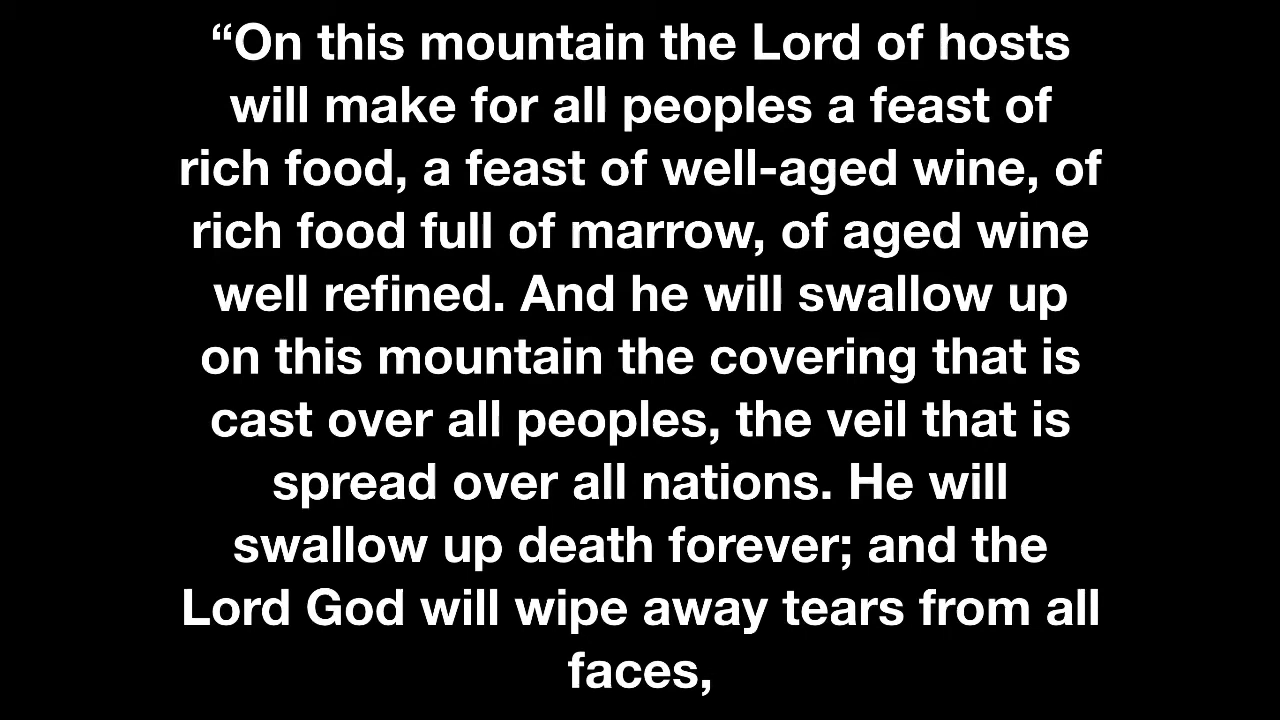 “On this mountain the Lord of hosts
will make for all peoples a feast of
rich food, a feast of well-aged wine, of
rich food full of marrow, of aged wine
well refined. And he will swallow up
on this mountain the covering that is
cast over all peoples, the veil that is
spread over all nations. He will
swallow up death forever; and the
Lord God will wipe away tears from all
faces,